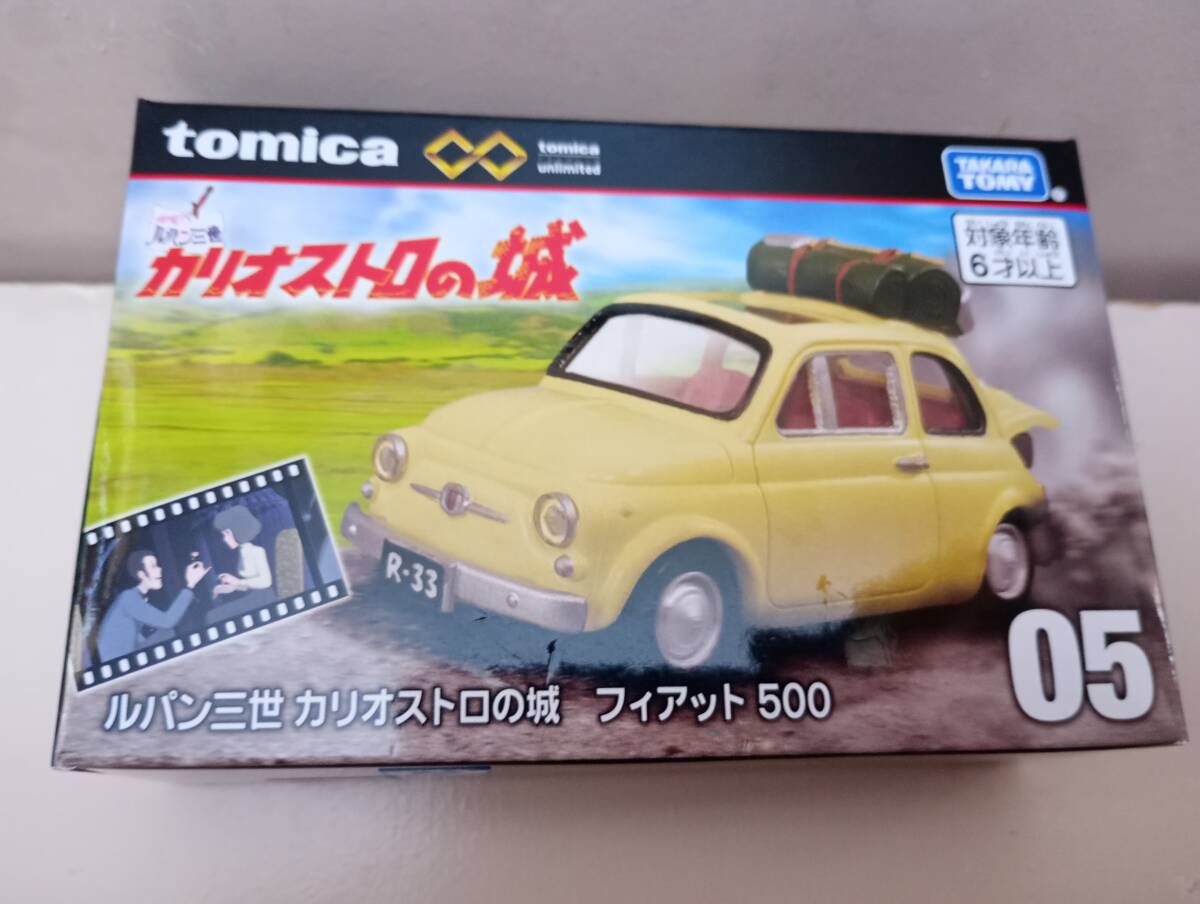 tomica
tomica
unlimited
TAKARA
TOMY
ルパン三世
カリオストロの城
対象年齢
6才以上
R-33
05
ルパン三世 カリオストロの城 フィアット 500